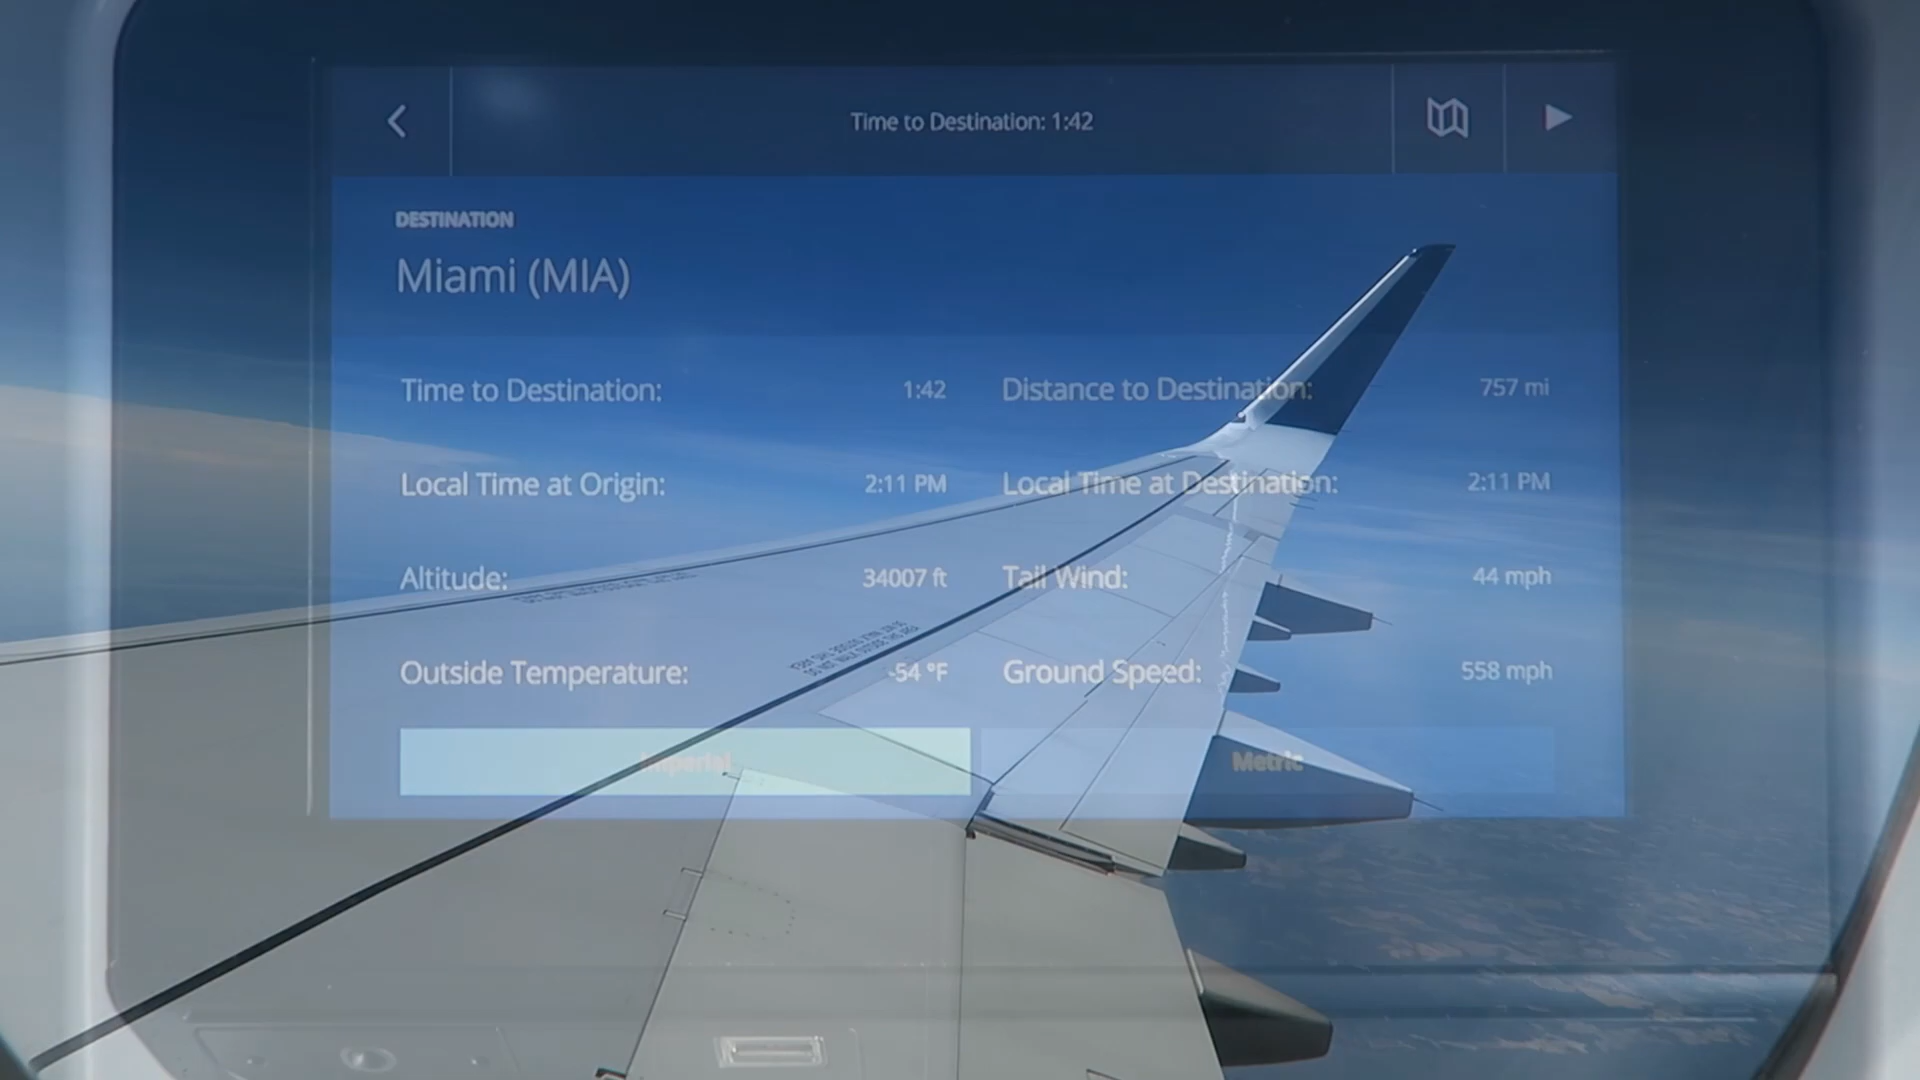 Time to Destination: 1:42
DESTINATION
Miami (MIA)
Time to Destination: 1:42 Distance to Destination: 757 mi
Local Time at Origin: 2:11 PM Local Time at Destination: 2:11 PM
Altitude: 34007 ft Tail Wind: 44 mph
Outside Temperature: -54 °F Ground Speed: 558 mph
Imperial Metric